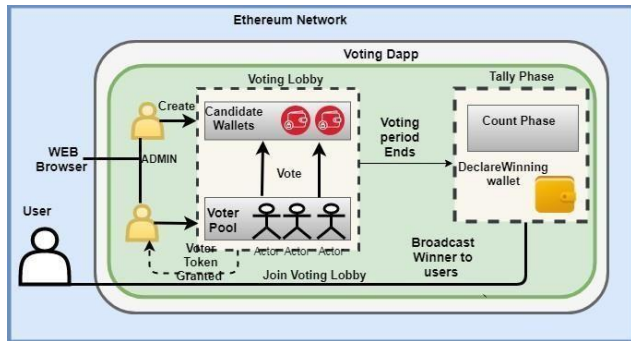 Ethereum Network
Voting Dapp
Voting Lobby
Tally Phase
Create
Candidate
Wallets
Count Phase
Voting
period
Ends
WEB
Browser
ADMIN
Vote
DeclareWinning
wallet
User
Voter
Pool
Actor Actor Actor
Voter
Token
Granted
Broadcast
Winner to
users
Join Voting Lobby